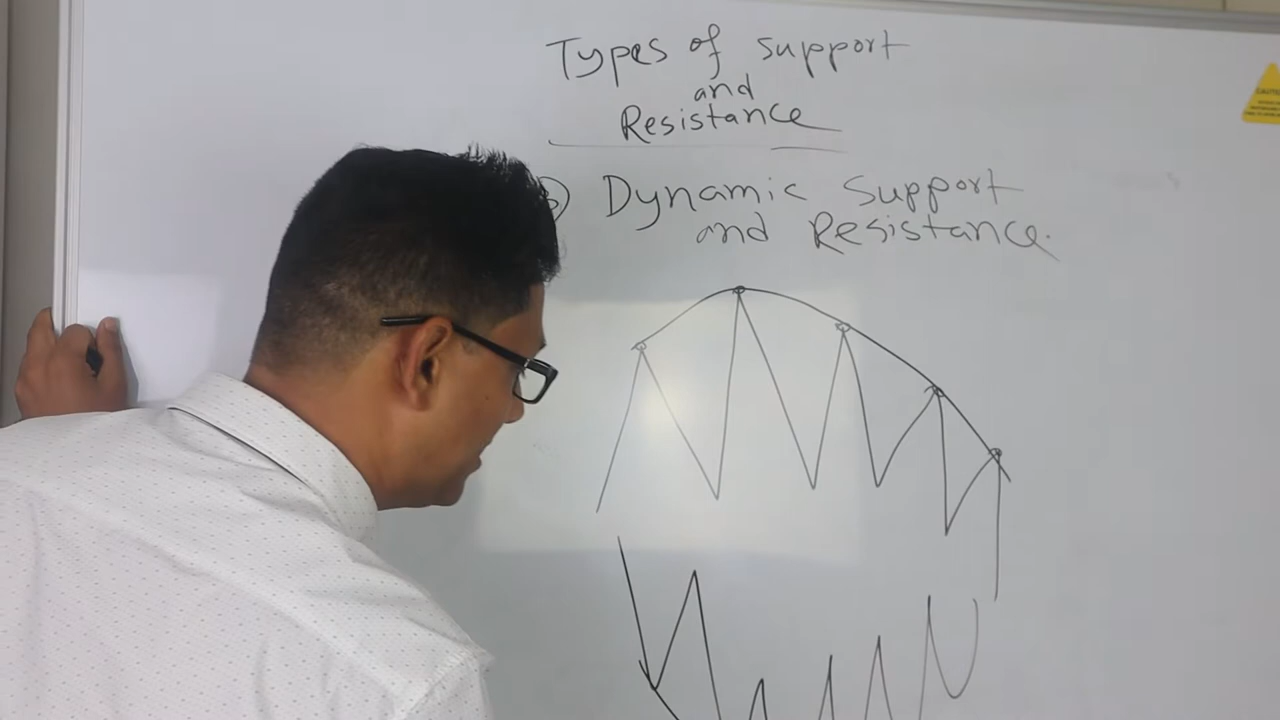 Types of support
and
Resistance
Dynamic Support
and Resistance.